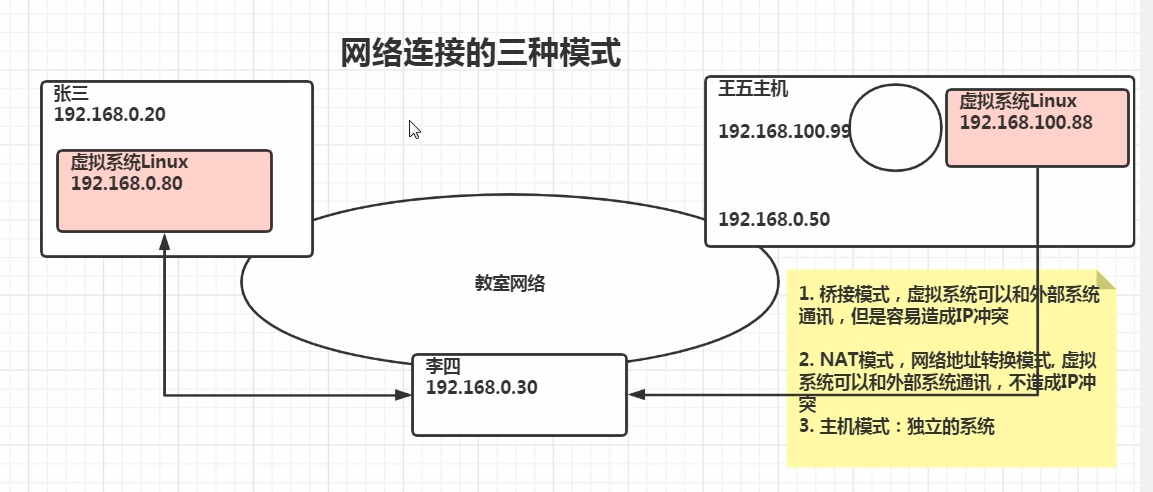 网络连接的三种模式
张三
192.168.0.20
虚拟系统Linux
192.168.0.80
王五主机
192.168.100.99
虚拟系统Linux
192.168.100.88
192.168.0.50
教室网络
李四
192.168.0.30
1. 桥接模式，虚拟系统可以和外部系统
通讯，但是容易造成IP冲突
2. NAT模式，网络地址转换模式, 虚拟
系统可以和外部系统通讯，不造成IP冲
突
3. 主机模式：独立的系统